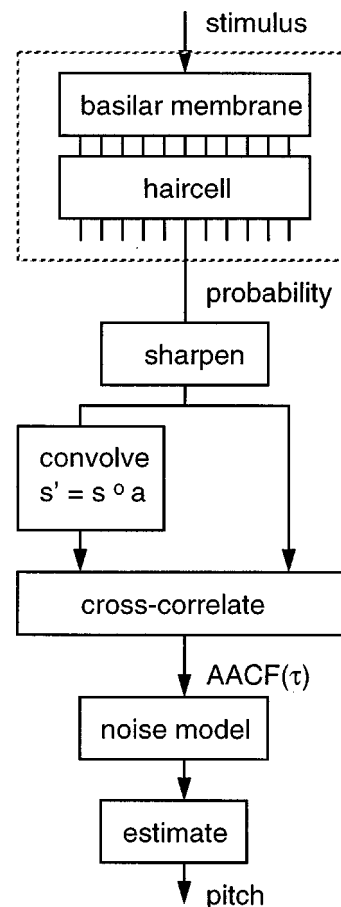 stimulus
basilar membrane
haircell
probability
sharpen
convolve
s' = s o a
cross-correlate
AACF(τ)
noise model
estimate
pitch